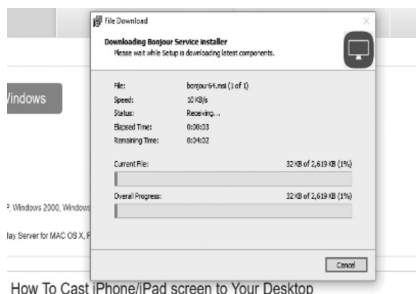 File Download
Downloading Bonjour Service Installer
Please wait while Setup is downloading latest components.
File: bonjour64.msi (1 of 1)
Speed: 10 KB/s
Status: Receiving...
Elapsed Time: 0:00:03
Remaining Time: 0:04:02
Current File: 32 KB of 2,619 KB (1%)
Overall Progress: 32 KB of 2,619 KB (1%)
Cancel
Windows
P, Windows 2000, Windows
lay Server for MAC OS X, F
How To Cast iPhone/iPad screen to Your Desktop